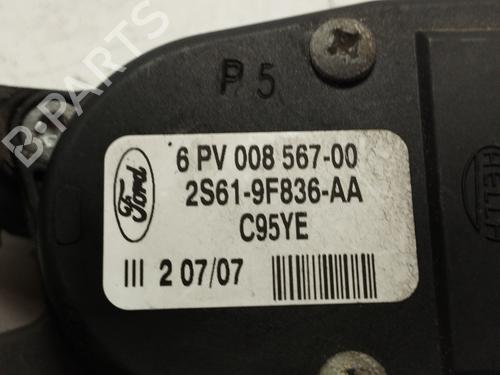 P 5
B-PARTS
Ford
6 PV 008 567-00
2S61-9F836-AA
C95YE
III 2 07/07
HELLA